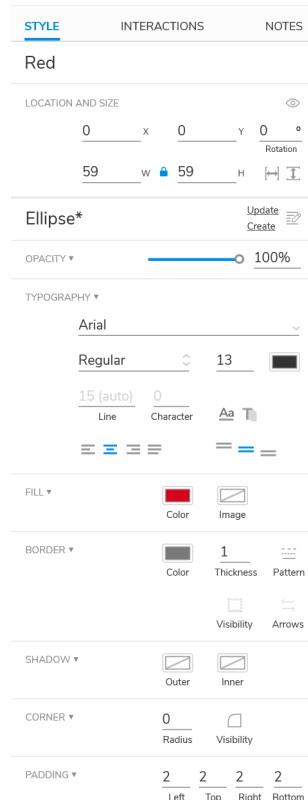 STYLE INTERACTIONS NOTES
Red
LOCATION AND SIZE
0 X 0 Y 0 °
Rotation
59 W 59 H
Ellipse* Update
Create
OPACITY ▾ 100%
TYPOGRAPHY ▾
Arial
Regular 13
15 (auto) 0
Line Character Aa T
FILL ▾
Color Image
BORDER ▾ 1
Color Thickness Pattern
Visibility Arrows
SHADOW ▾
Outer Inner
CORNER ▾ 0
Radius Visibility
PADDING ▾ 2 2 2 2
Left Top Right Bottom